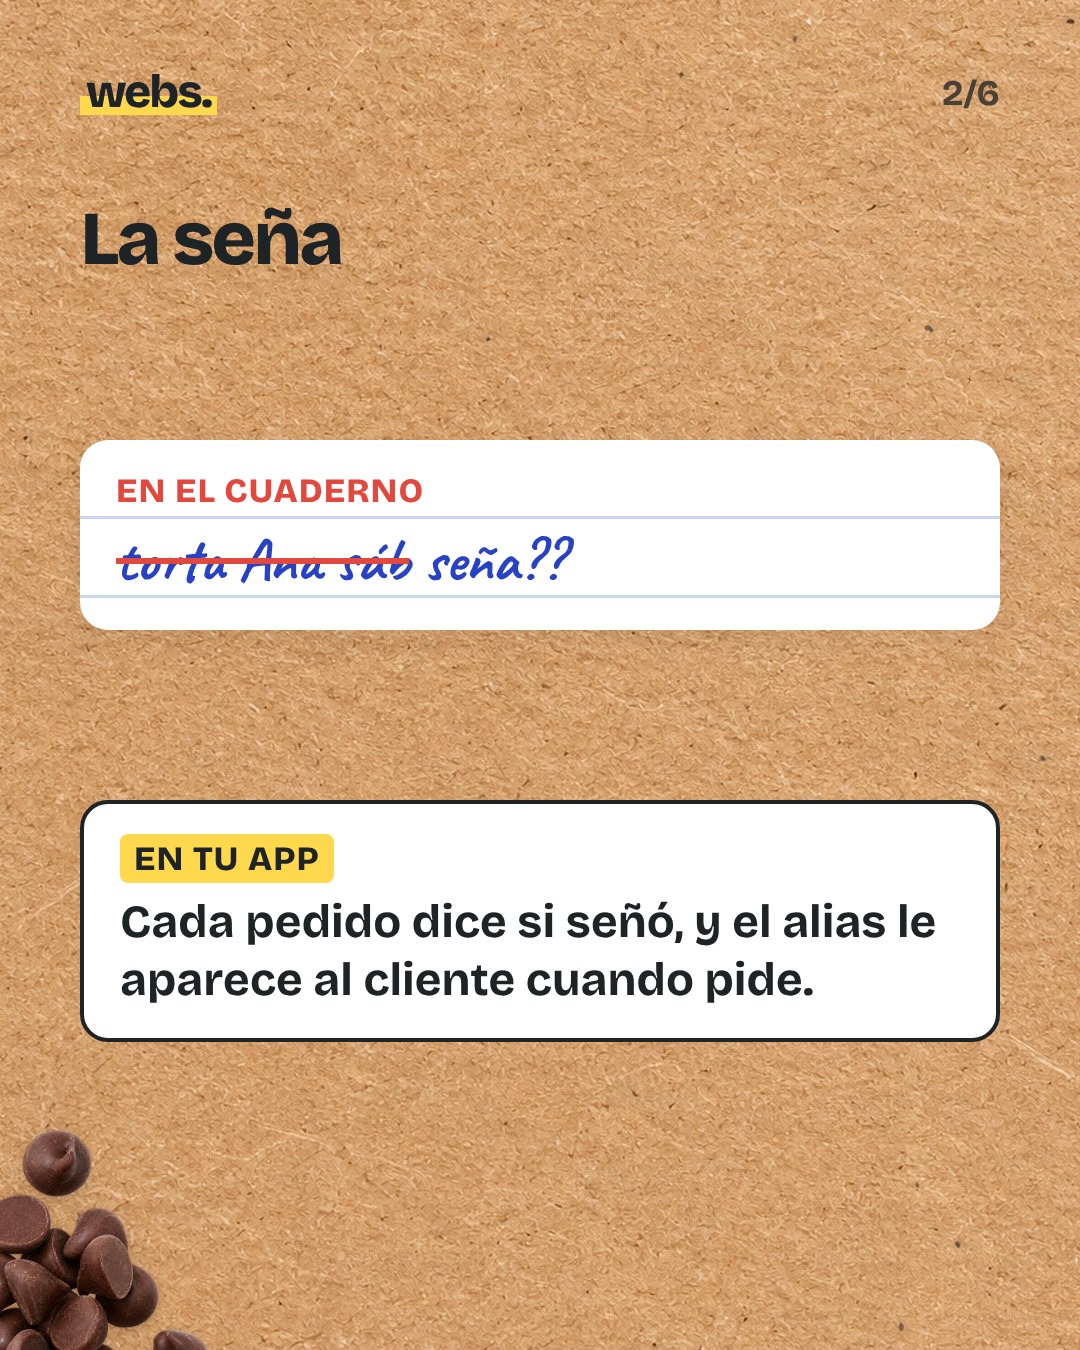 webs.
2/6
La seña
EN EL CUADERNO
torta Ana sáb seña??
EN TU APP
Cada pedido dice si señó, y el alias le
aparece al cliente cuando pide.